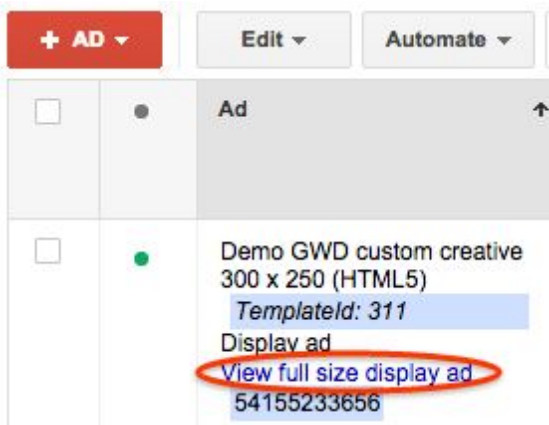 + AD
Edit
Automate
Ad
Demo GWD custom creative
300 x 250 (HTML5)
TemplateId: 311
Display ad
View full size display ad
54155233656